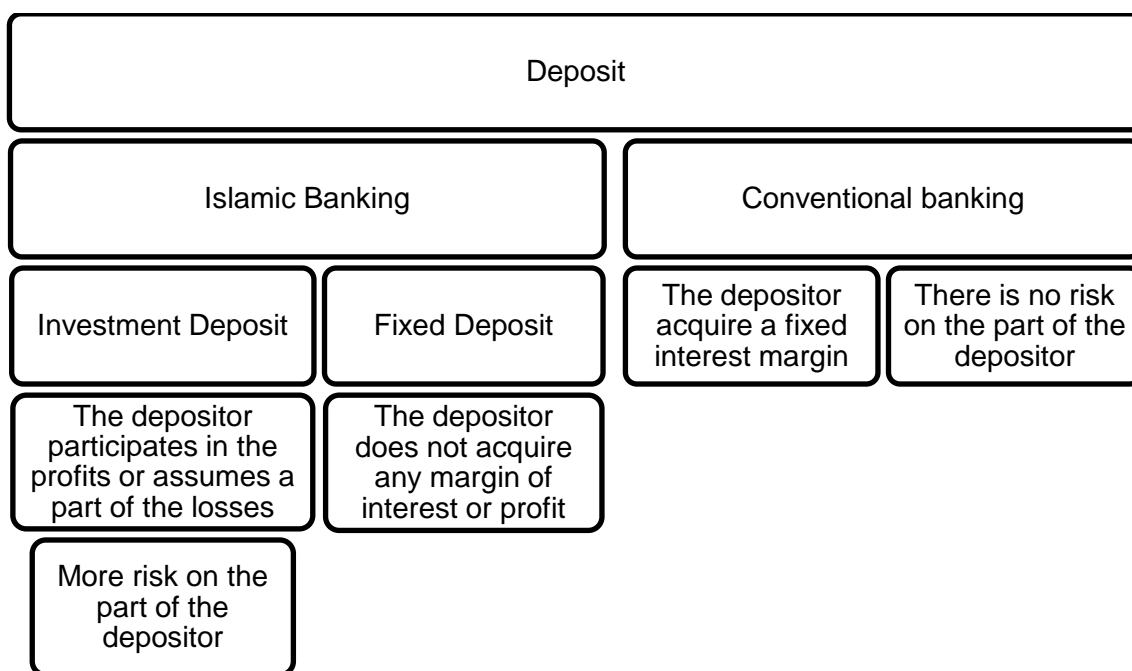 Deposit
Islamic Banking
Conventional banking
Investment Deposit
Fixed Deposit
The depositor
acquire a fixed
interest margin
There is no risk
on the part of the
depositor
The depositor
participates in the
profits or assumes a
part of the losses
The depositor
does not acquire
any margin of
interest or profit
More risk on the
part of the
depositor